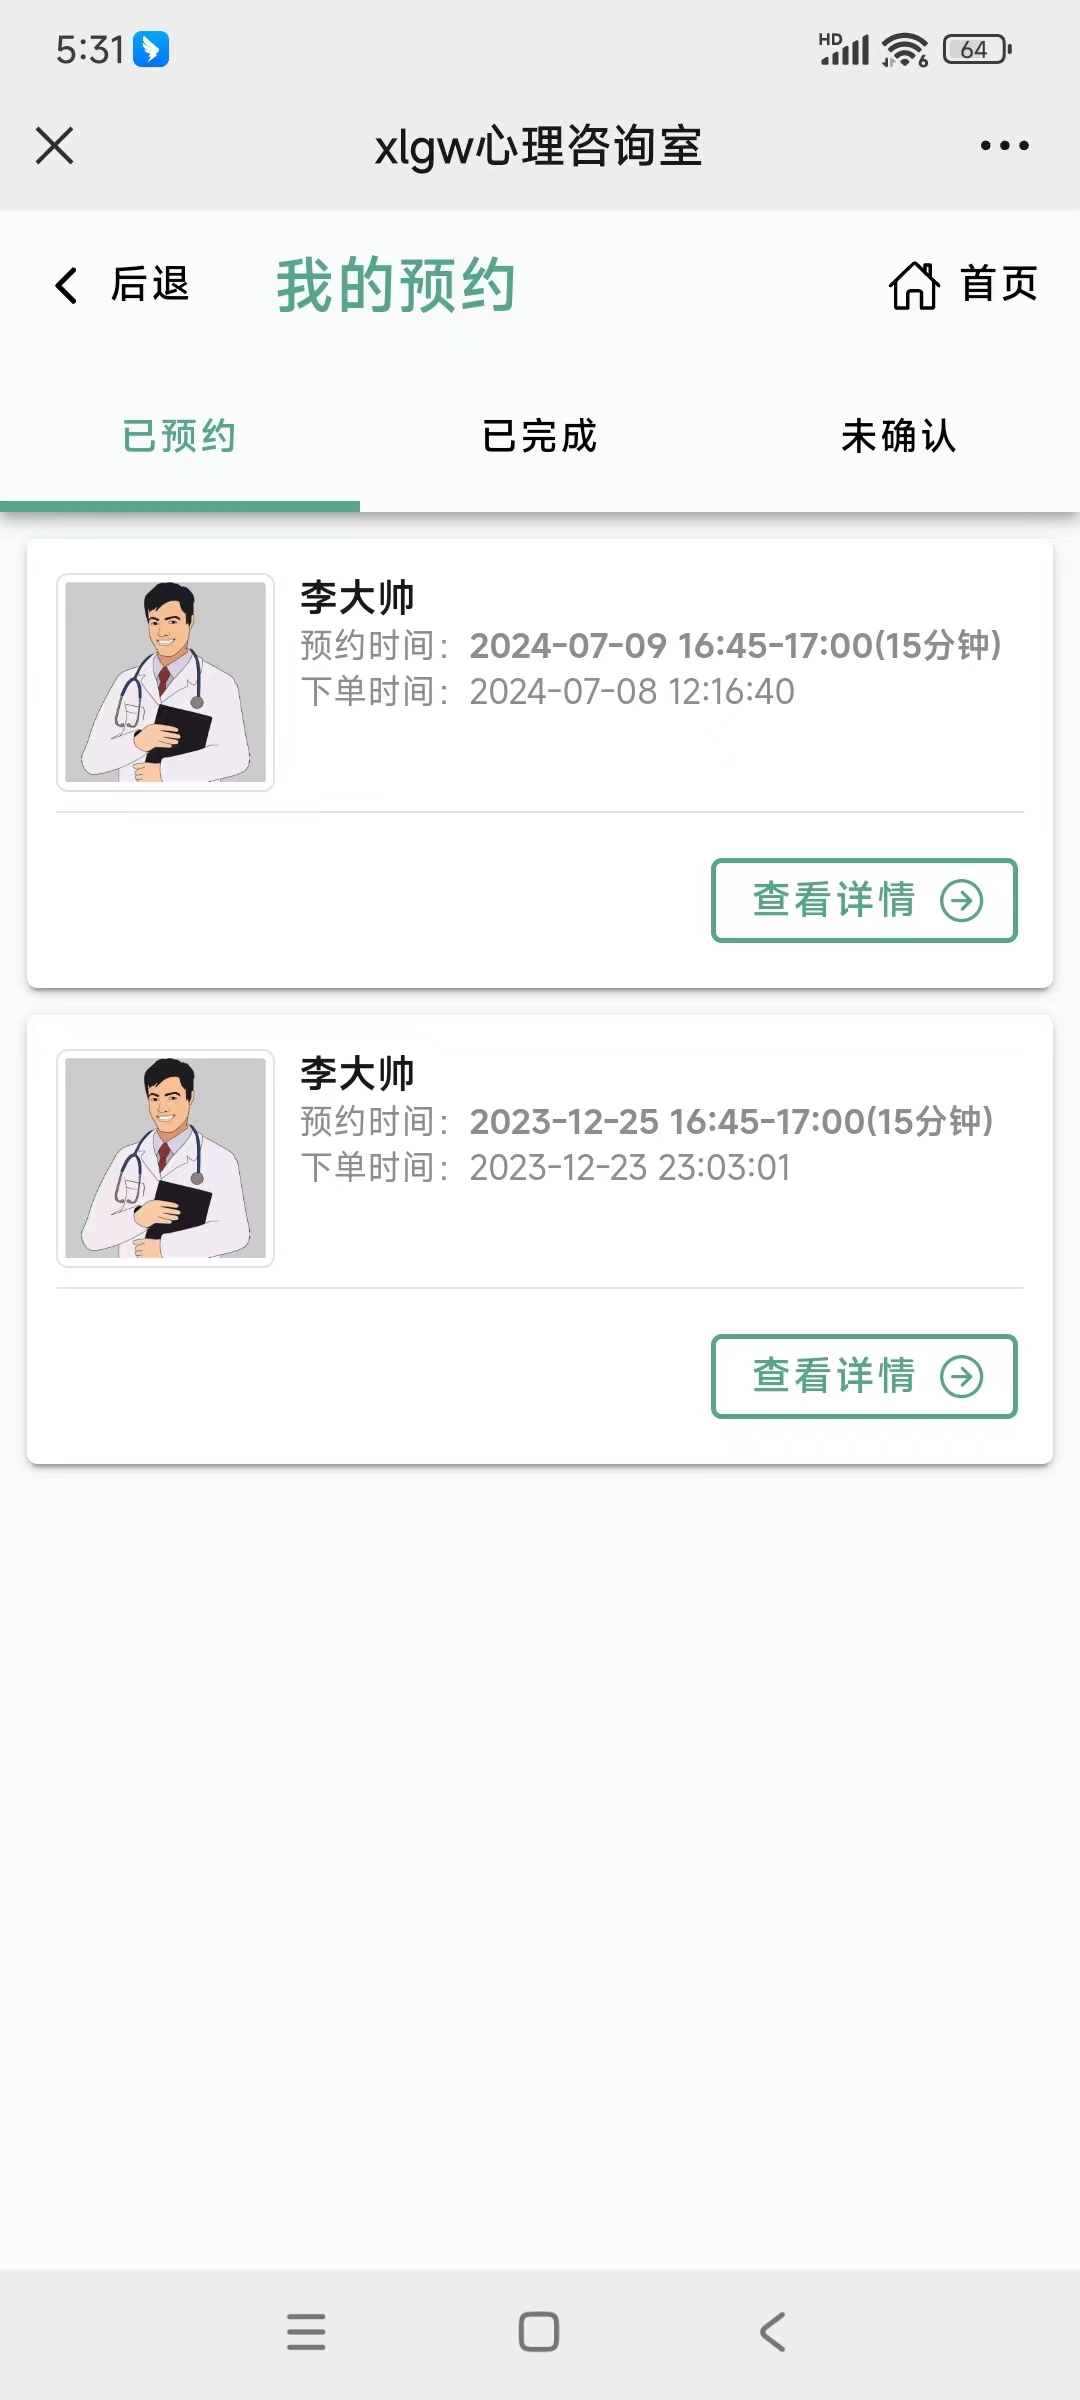 5:31
HD
6
64
xlgw心理咨询室
后退
我的预约
首页
已预约
已完成
未确认
李大帅
预约时间：2024-07-09 16:45-17:00(15分钟)
下单时间：2024-07-08 12:16:40
查看详情
李大帅
预约时间：2023-12-25 16:45-17:00(15分钟)
下单时间：2023-12-23 23:03:01
查看详情